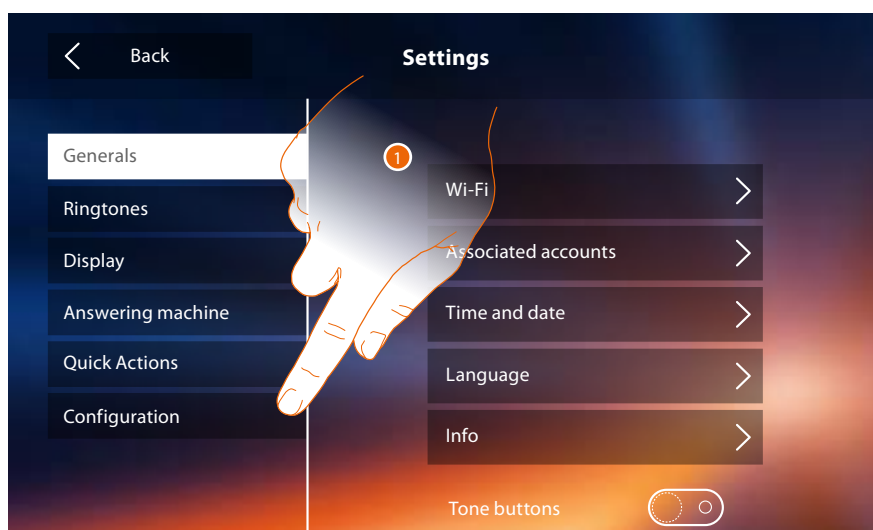 Back
Settings
Generals
Ringtones
Display
Answering machine
Quick Actions
Configuration
1
Wi-Fi
Associated accounts
Time and date
Language
Info
Tone buttons